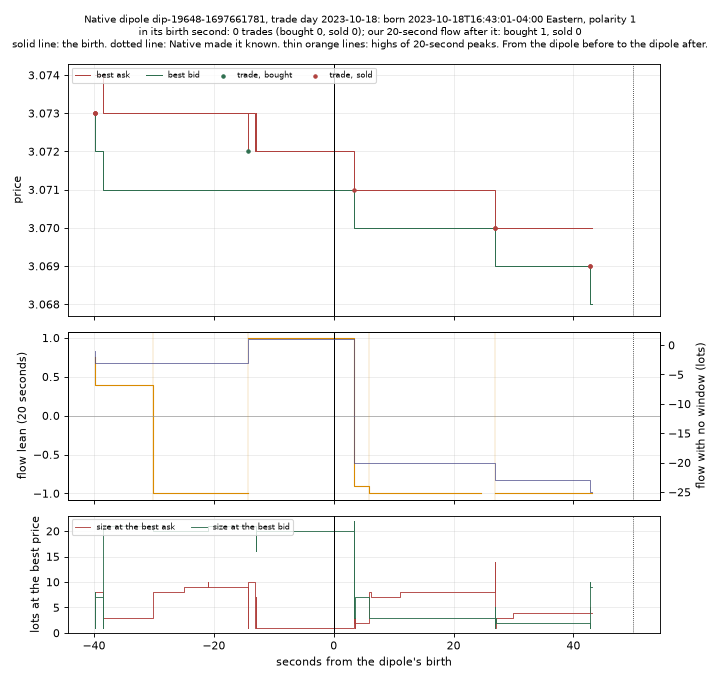 Native dipole dip-19648-1697661781, trade day 2023-10-18: born 2023-10-18T16:43:01-04:00 Eastern, polarity 1
in its birth second: 0 trades (bought 0, sold 0); our 20-second flow after it: bought 1, sold 0
solid line: the birth. dotted line: Native made it known. thin orange lines: highs of 20-second peaks. From the dipole before to the dipole after.
best ask best bid trade, bought trade, sold
3.074
3.073
3.072
3.071
3.070
3.069
3.068
price
1.0
0.5
0.0
−0.5
−1.0
flow lean (20 seconds)
0
−5
−10
−15
−20
−25
flow with no window (lots)
size at the best ask size at the best bid
20
15
10
5
0
lots at the best price
−40 −20 0 20 40
seconds from the dipole's birth